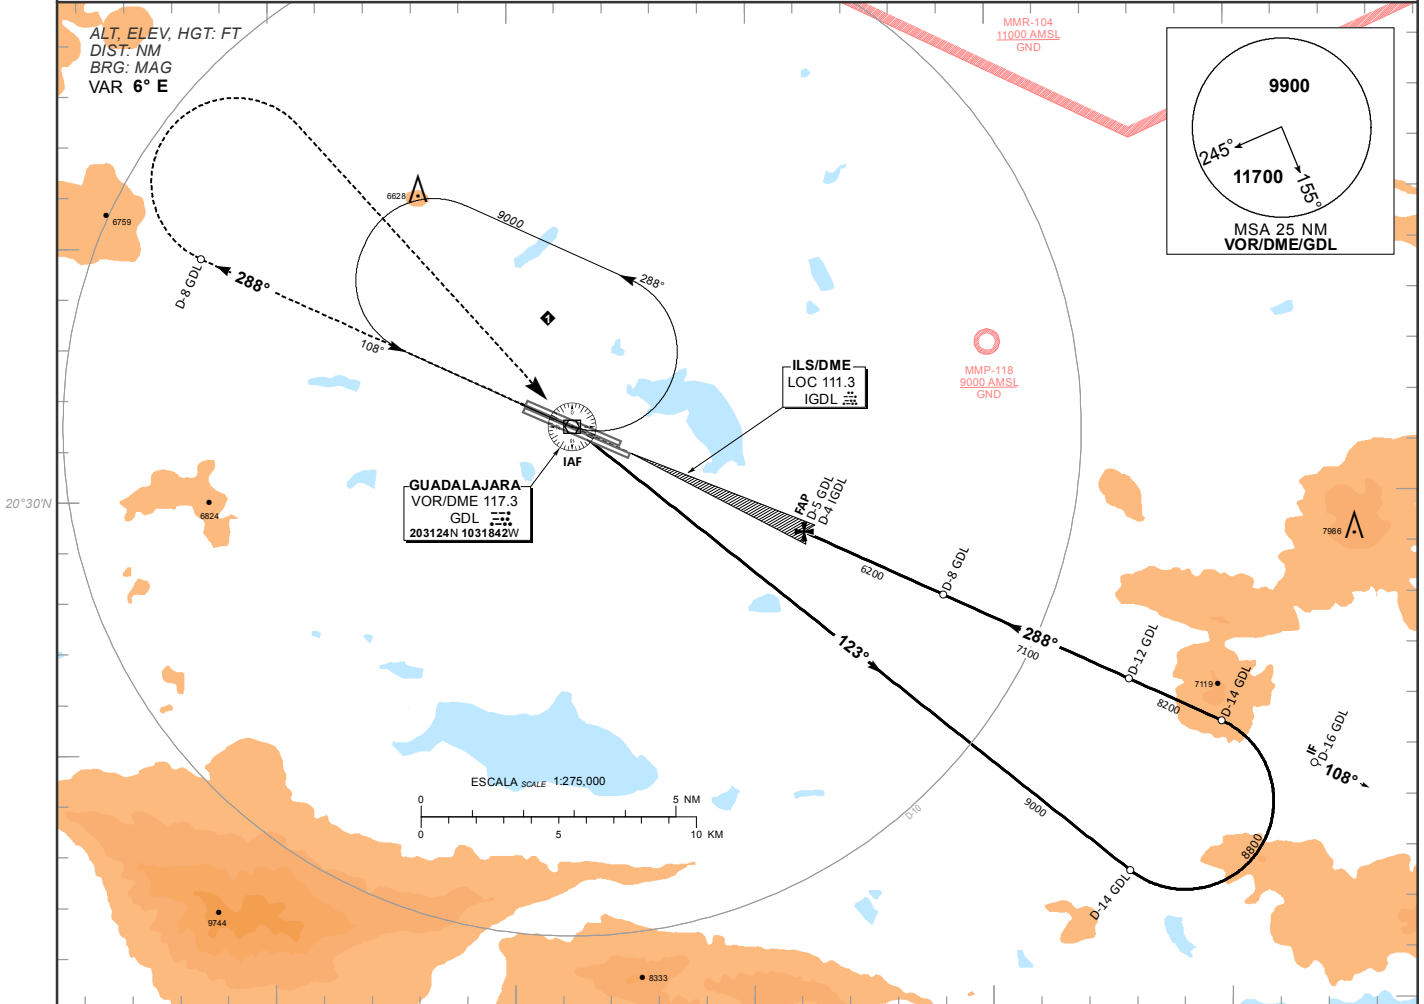 ALT, ELEV, HGT: FT
DIST: NM
BRG: MAG
VAR 6° E
MMR-104
11000 AMSL
GND
9900
245°
11700
155°
MSA 25 NM
VOR/DME/GDL
6759
6628
9000
288°
D-8 GDL
288°
108°
1
MMP-118
9000 AMSL
GND
ILS/DME
LOC 111.3
IGDL
IAF
GUADALAJARA
VOR/DME 117.3
GDL
203124N 1031842W
20°30'N
6824
FAP
D-5 GDL
D-4 IGDL
6200
D-8 GDL
7986
288°
7100
D-12 GDL
8200
7119
D-14 GDL
123°
IF
D-16 GDL
108°
9000
8800
D-14 GDL
D-10
ESCALA SCALE 1:275,000
0 5 NM
0 5 10 KM
9744
8333